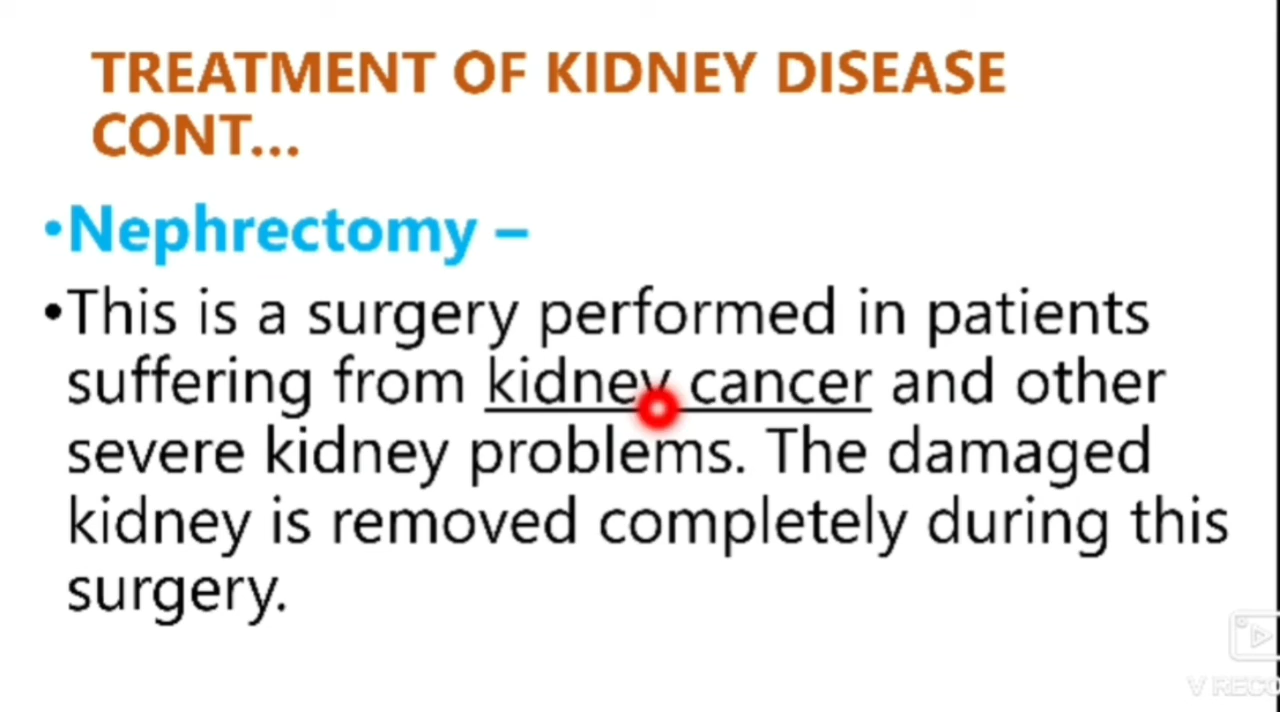 TREATMENT OF KIDNEY DISEASE
CONT...
•Nephrectomy –
•This is a surgery performed in patients
suffering from kidney cancer and other
severe kidney problems. The damaged
kidney is removed completely during this
surgery.
V RECO